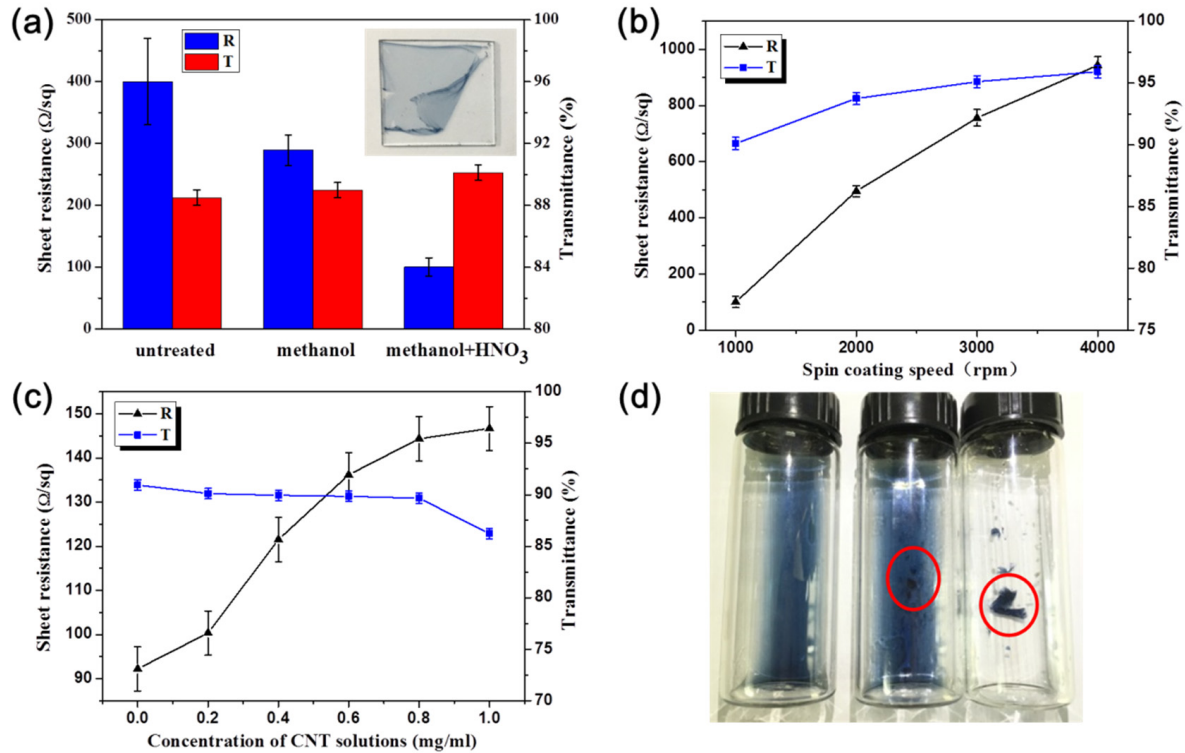 (a)
R
T
Sheet resistance (Ω/sq)
500
400
300
200
100
0
Transmittance (%)
100
96
92
88
84
80
untreated methanol methanol+HNO3
(b)
R
T
Sheet resistance (Ω/sq)
1000
800
600
400
200
0
Transmittance (%)
100
95
90
85
80
75
1000 2000 3000 4000
Spin coating speed（rpm）
(c)
R
T
Sheet resistance (Ω/sq)
150
140
130
120
110
100
90
Transmittance (%)
100
95
90
85
80
75
70
0.0 0.2 0.4 0.6 0.8 1.0
Concentration of CNT solutions (mg/ml)
(d)